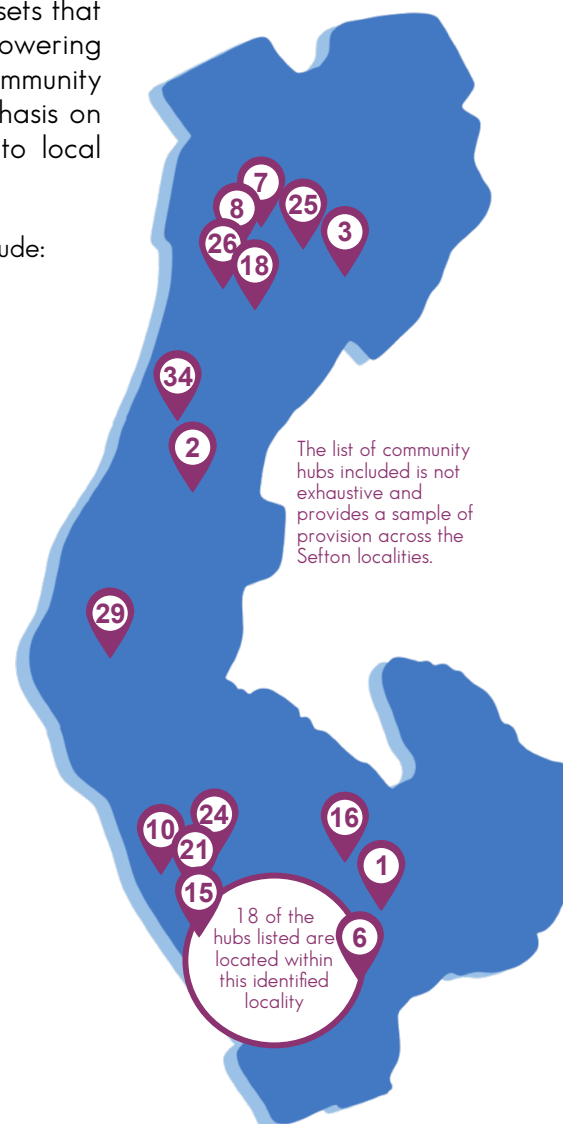 sets that
owering
mmunity
hasis on
to local
ude:
7
8
25
3
26
18
34
2
The list of community
hubs included is not
exhaustive and
provides a sample of
provision across the
Sefton localities.
29
24
10
16
21
1
15
18 of the
hubs listed are
located within
this identified
locality
6